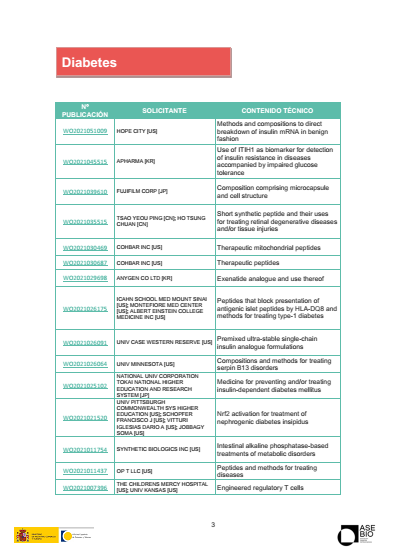 Diabetes
Nº
PUBLICACIÓN
SOLICITANTE
CONTENIDO TÉCNICO
WO2021051009
HOPE CITY [US]
Methods and compositions to direct
breakdown of insulin mRNA in benign
fashion
WO2021045515
APHARMA [KR]
Use of ITIH1 as biomarker for detection
of insulin resistance in diseases
accompanied by impaired glucose
tolerance
WO2021039610
FUJIFILM CORP [JP]
Composition comprising microcapsule
and cell structure
WO2021035515
TSAO YEOU PING [CN]; HO TSUNG
CHUAN [CN]
Short synthetic peptide and their uses
for treating retinal degenerative diseases
and/or tissue injuries
WO2021030469
COHBAR INC [US]
Therapeutic mitochondrial peptides
WO2021030687
COHBAR INC [US]
Therapeutic peptides
WO2021029698
ANYGEN CO LTD [KR]
Exenatide analogue and use thereof
WO2021026175
ICAHN SCHOOL MED MOUNT SINAI
[US]; MONTEFIORE MED CENTER
[US]; ALBERT EINSTEIN COLLEGE
MEDICINE INC [US]
Peptides that block presentation of
antigenic islet peptides by HLA-DQ8 and
methods for treating type-1 diabetes
WO2021026091
UNIV CASE WESTERN RESERVE [US]
Premixed ultra-stable single-chain
insulin analogue formulations
WO2021026064
UNIV MINNESOTA [US]
Compositions and methods for treating
serpin B13 disorders
WO2021025102
NATIONAL UNIV CORPORATION
TOKAI NATIONAL HIGHER
EDUCATION AND RESEARCH
SYSTEM [JP]
Medicine for preventing and/or treating
insulin-dependent diabetes mellitus
WO2021021520
UNIV PITTSBURGH
COMMONWEALTH SYS HIGHER
EDUCATION [US]; SCHOPFER
FRANCISCO J [US]; VITTURI
IGLESIAS DARIO A [US]; JOBBAGY
SOMA [US]
Nrf2 activation for treatment of
nephrogenic diabetes insipidus
WO2021011754
SYNTHETIC BIOLOGICS INC [US]
Intestinal alkaline phosphatase-based
treatments of metabolic disorders
WO2021011437
OP T LLC [US]
Peptides and methods for treating
diseases
WO2021007396
THE CHILDRENS MERCY HOSPITAL
[US]; UNIV KANSAS [US]
Engineered regulatory T cells
3
ASE
BIO